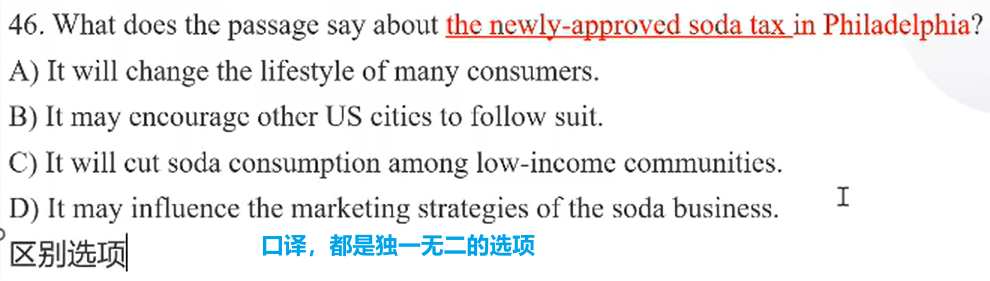 46. What does the passage say about the newly-approved soda tax in Philadelphia?
A) It will change the lifestyle of many consumers.
B) It may encourage other US cities to follow suit.
C) It will cut soda consumption among low-income communities.
D) It may influence the marketing strategies of the soda business.
区别选项 口译，都是独一无二的选项